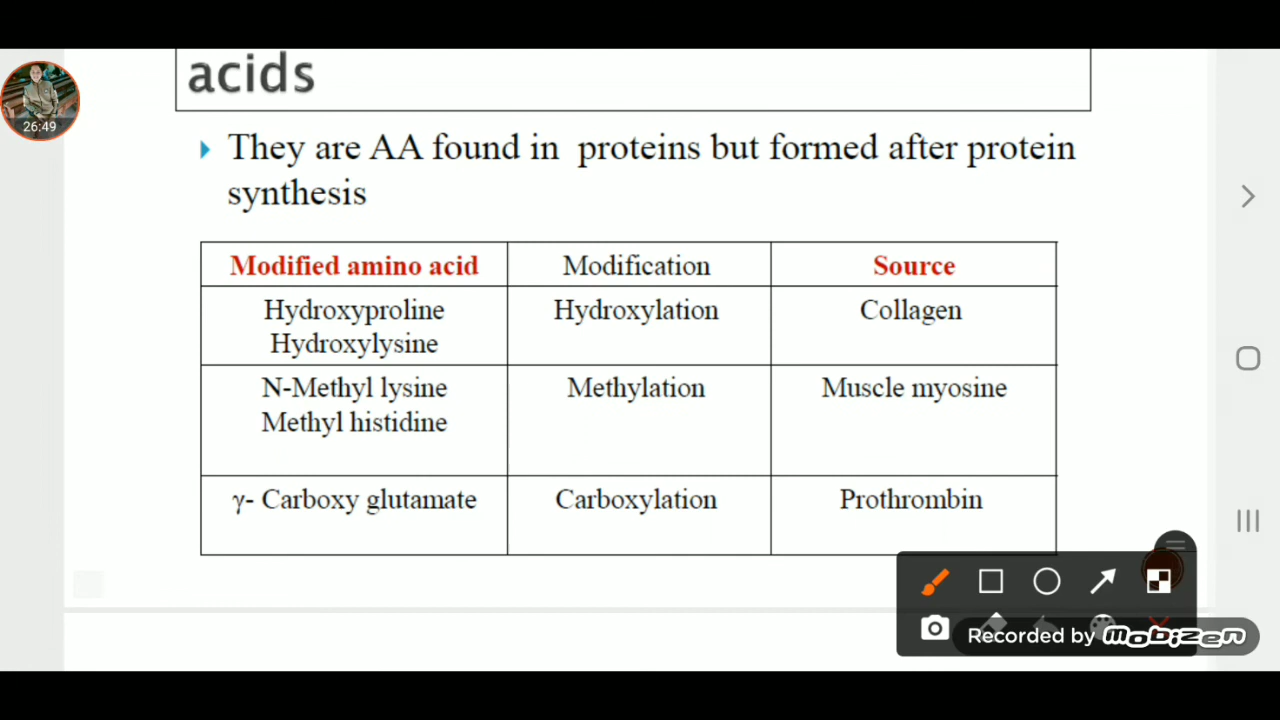 acids
26:49
They are AA found in proteins but formed after protein
synthesis
Modified amino acid Modification Source
Hydroxyproline Hydroxylation Collagen
Hydroxylysine
N-Methyl lysine Methylation Muscle myosine
Methyl histidine
γ- Carboxy glutamate Carboxylation Prothrombin
Recorded by mobizen